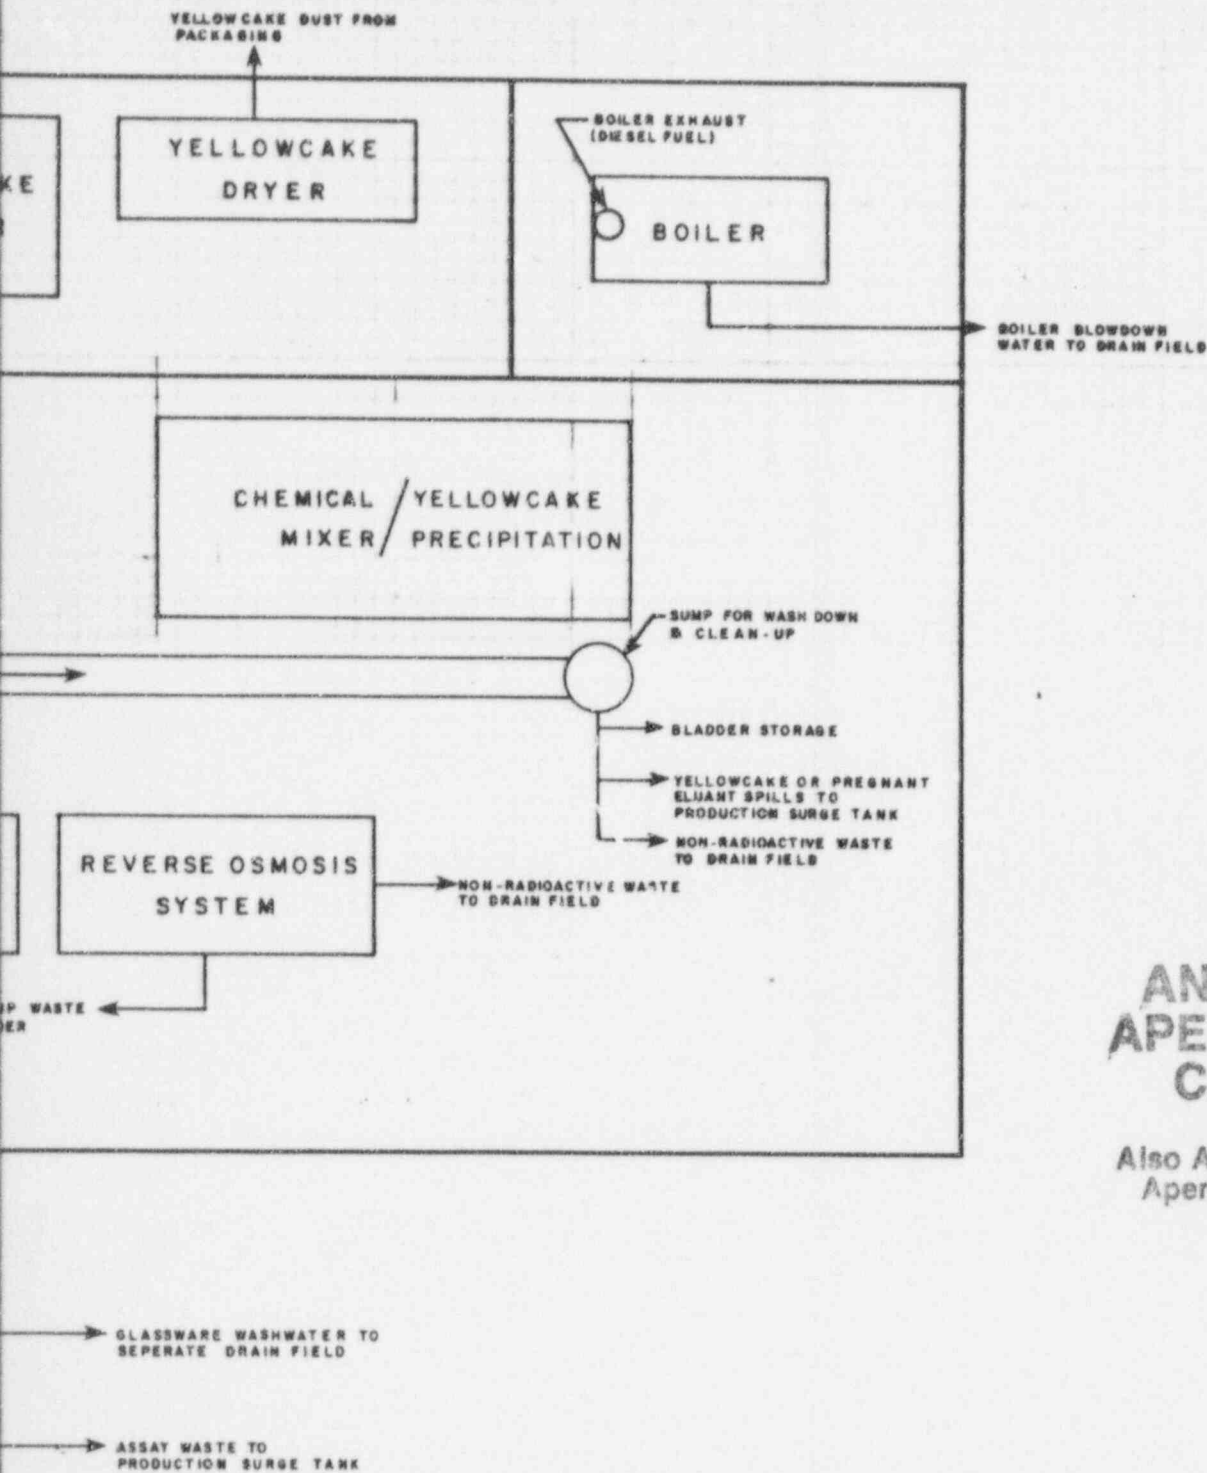 YELLOWCAKE DUST FROM
PACKAGING
YELLOWCAKE
DRYER
KE
BOILER EXHAUST
(DIESEL FUEL)
BOILER
BOILER BLOWDOWN
WATER TO DRAIN FIELD
CHEMICAL / YELLOWCAKE
MIXER / PRECIPITATION
SUMP FOR WASH DOWN
& CLEAN-UP
BLADDER STORAGE
YELLOWCAKE OR PREGNANT
ELUANT SPILLS TO
PRODUCTION SURGE TANK
NON-RADIOACTIVE WASTE
TO DRAIN FIELD
REVERSE OSMOSIS
SYSTEM
NON-RADIOACTIVE WASTE
TO DRAIN FIELD
UP WASTE
DER
AN
APE
C
Also A
Aper
GLASSWARE WASHWATER TO
SEPERATE DRAIN FIELD
ASSAY WASTE TO
PRODUCTION SURGE TANK